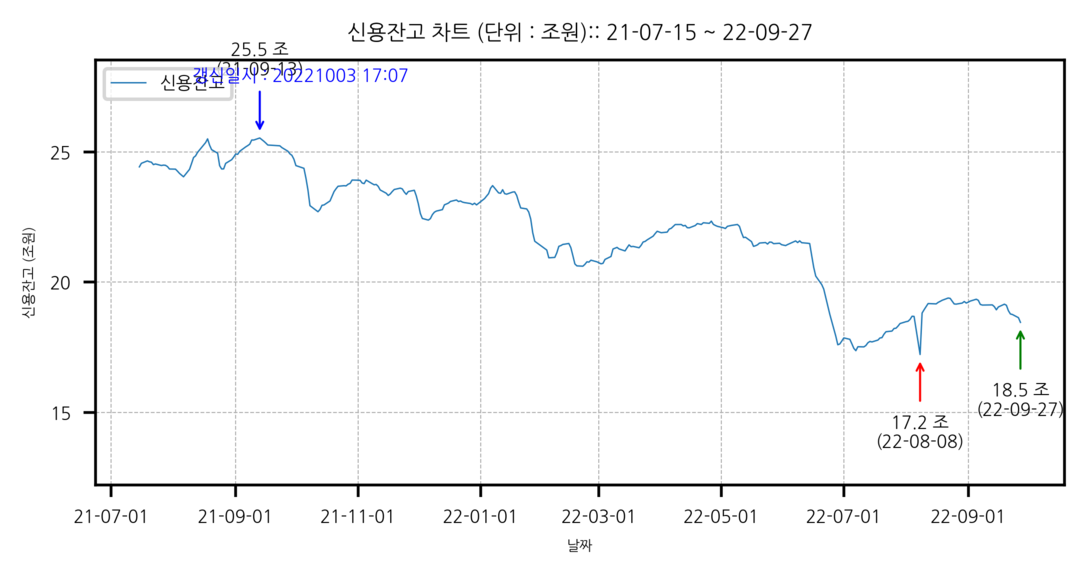 신용잔고 차트 (단위 : 조원):: 21-07-15 ~ 22-09-27
25.5 조
(21-09-13)
갱신일시 : 20221003 17:07
신용잔고
신용잔고 (조원)
25
20
15
18.5 조
(22-09-27)
17.2 조
(22-08-08)
21-07-01 21-09-01 21-11-01 22-01-01 22-03-01 22-05-01 22-07-01 22-09-01
날짜